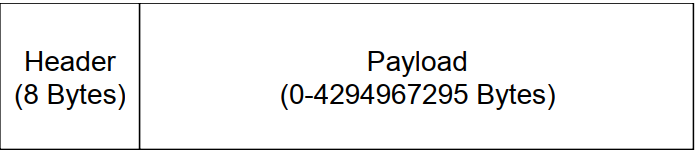 Header
(8 Bytes)
Payload
(0-4294967295 Bytes)